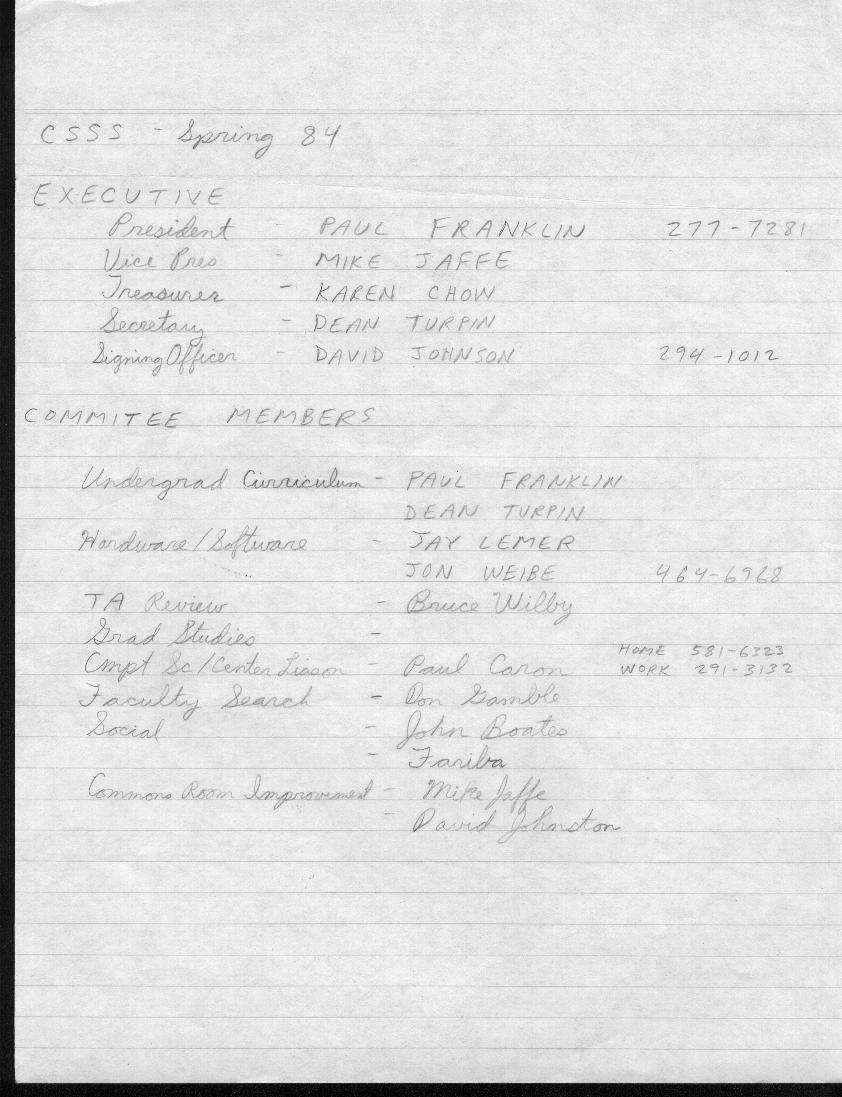 CSSS - Spring 84
EXECUTIVE
President - PAUL FRANKLIN 277-7281
Vice Pres - MIKE JAFFE
Treasurer - KAREN CHOW
Secretary - DEAN TURPIN
Signing Officer - DAVID JOHNSON 294-1012
COMMITEE MEMBERS
Undergrad Curriculum - PAUL FRANKLIN
DEAN TURPIN
Hardware/Software - JAY LEMER
JON WEIBE 464-6968
TA Review - Bruce Wilby
Grad Studies -
HOME 581-6323
Cmpt Sc/Center Liason - Paul Caron WORK 291-3132
Faculty Search - Don Gamble
Social - John Boates
- Fariba
Commons Room Improvement - Mike Jaffe
- David Johnston